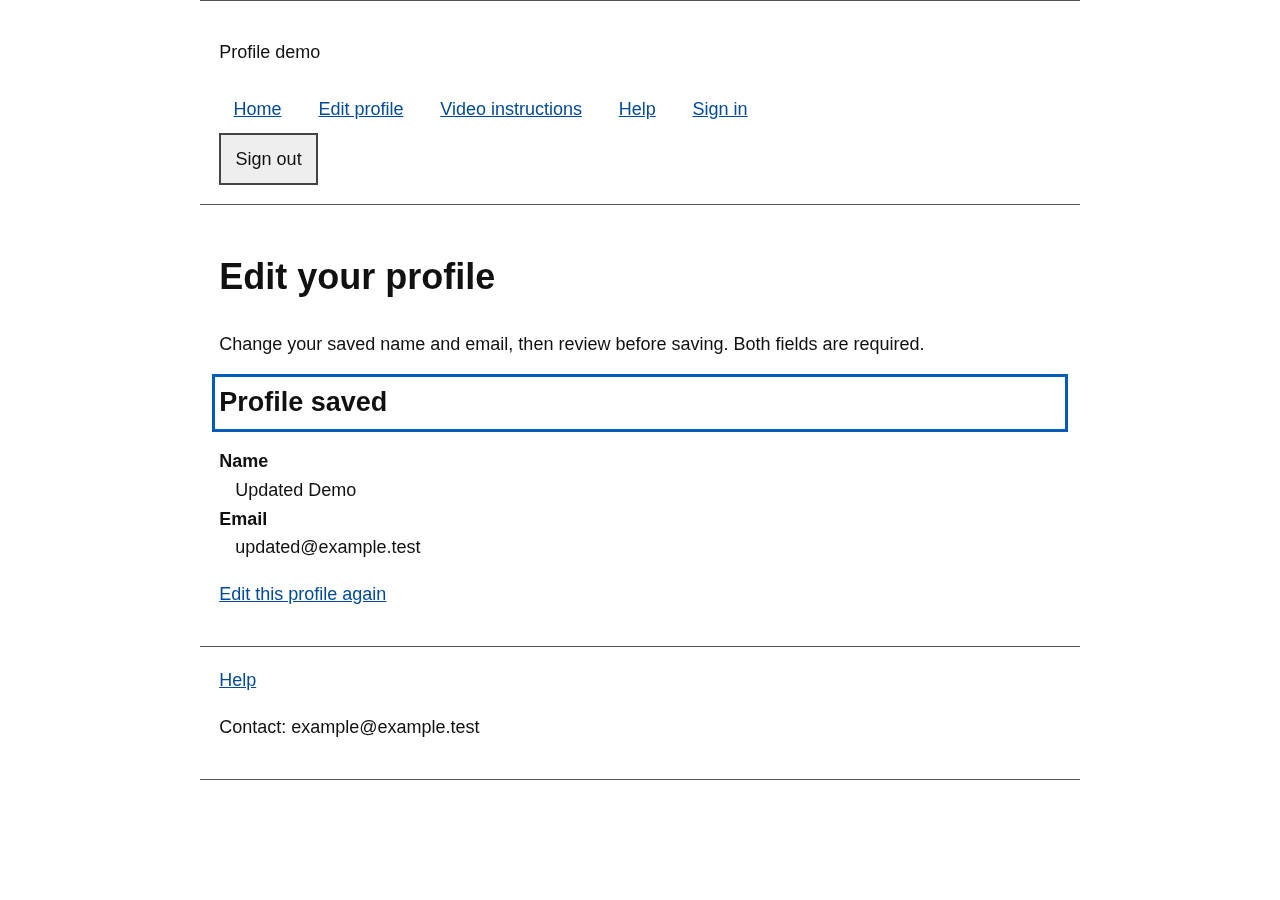 Profile demo
Home Edit profile Video instructions Help Sign in
Sign out
Edit your profile
Change your saved name and email, then review before saving. Both fields are required.
Profile saved
Name
Updated Demo
Email
updated@example.test
Edit this profile again
Help
Contact: example@example.test